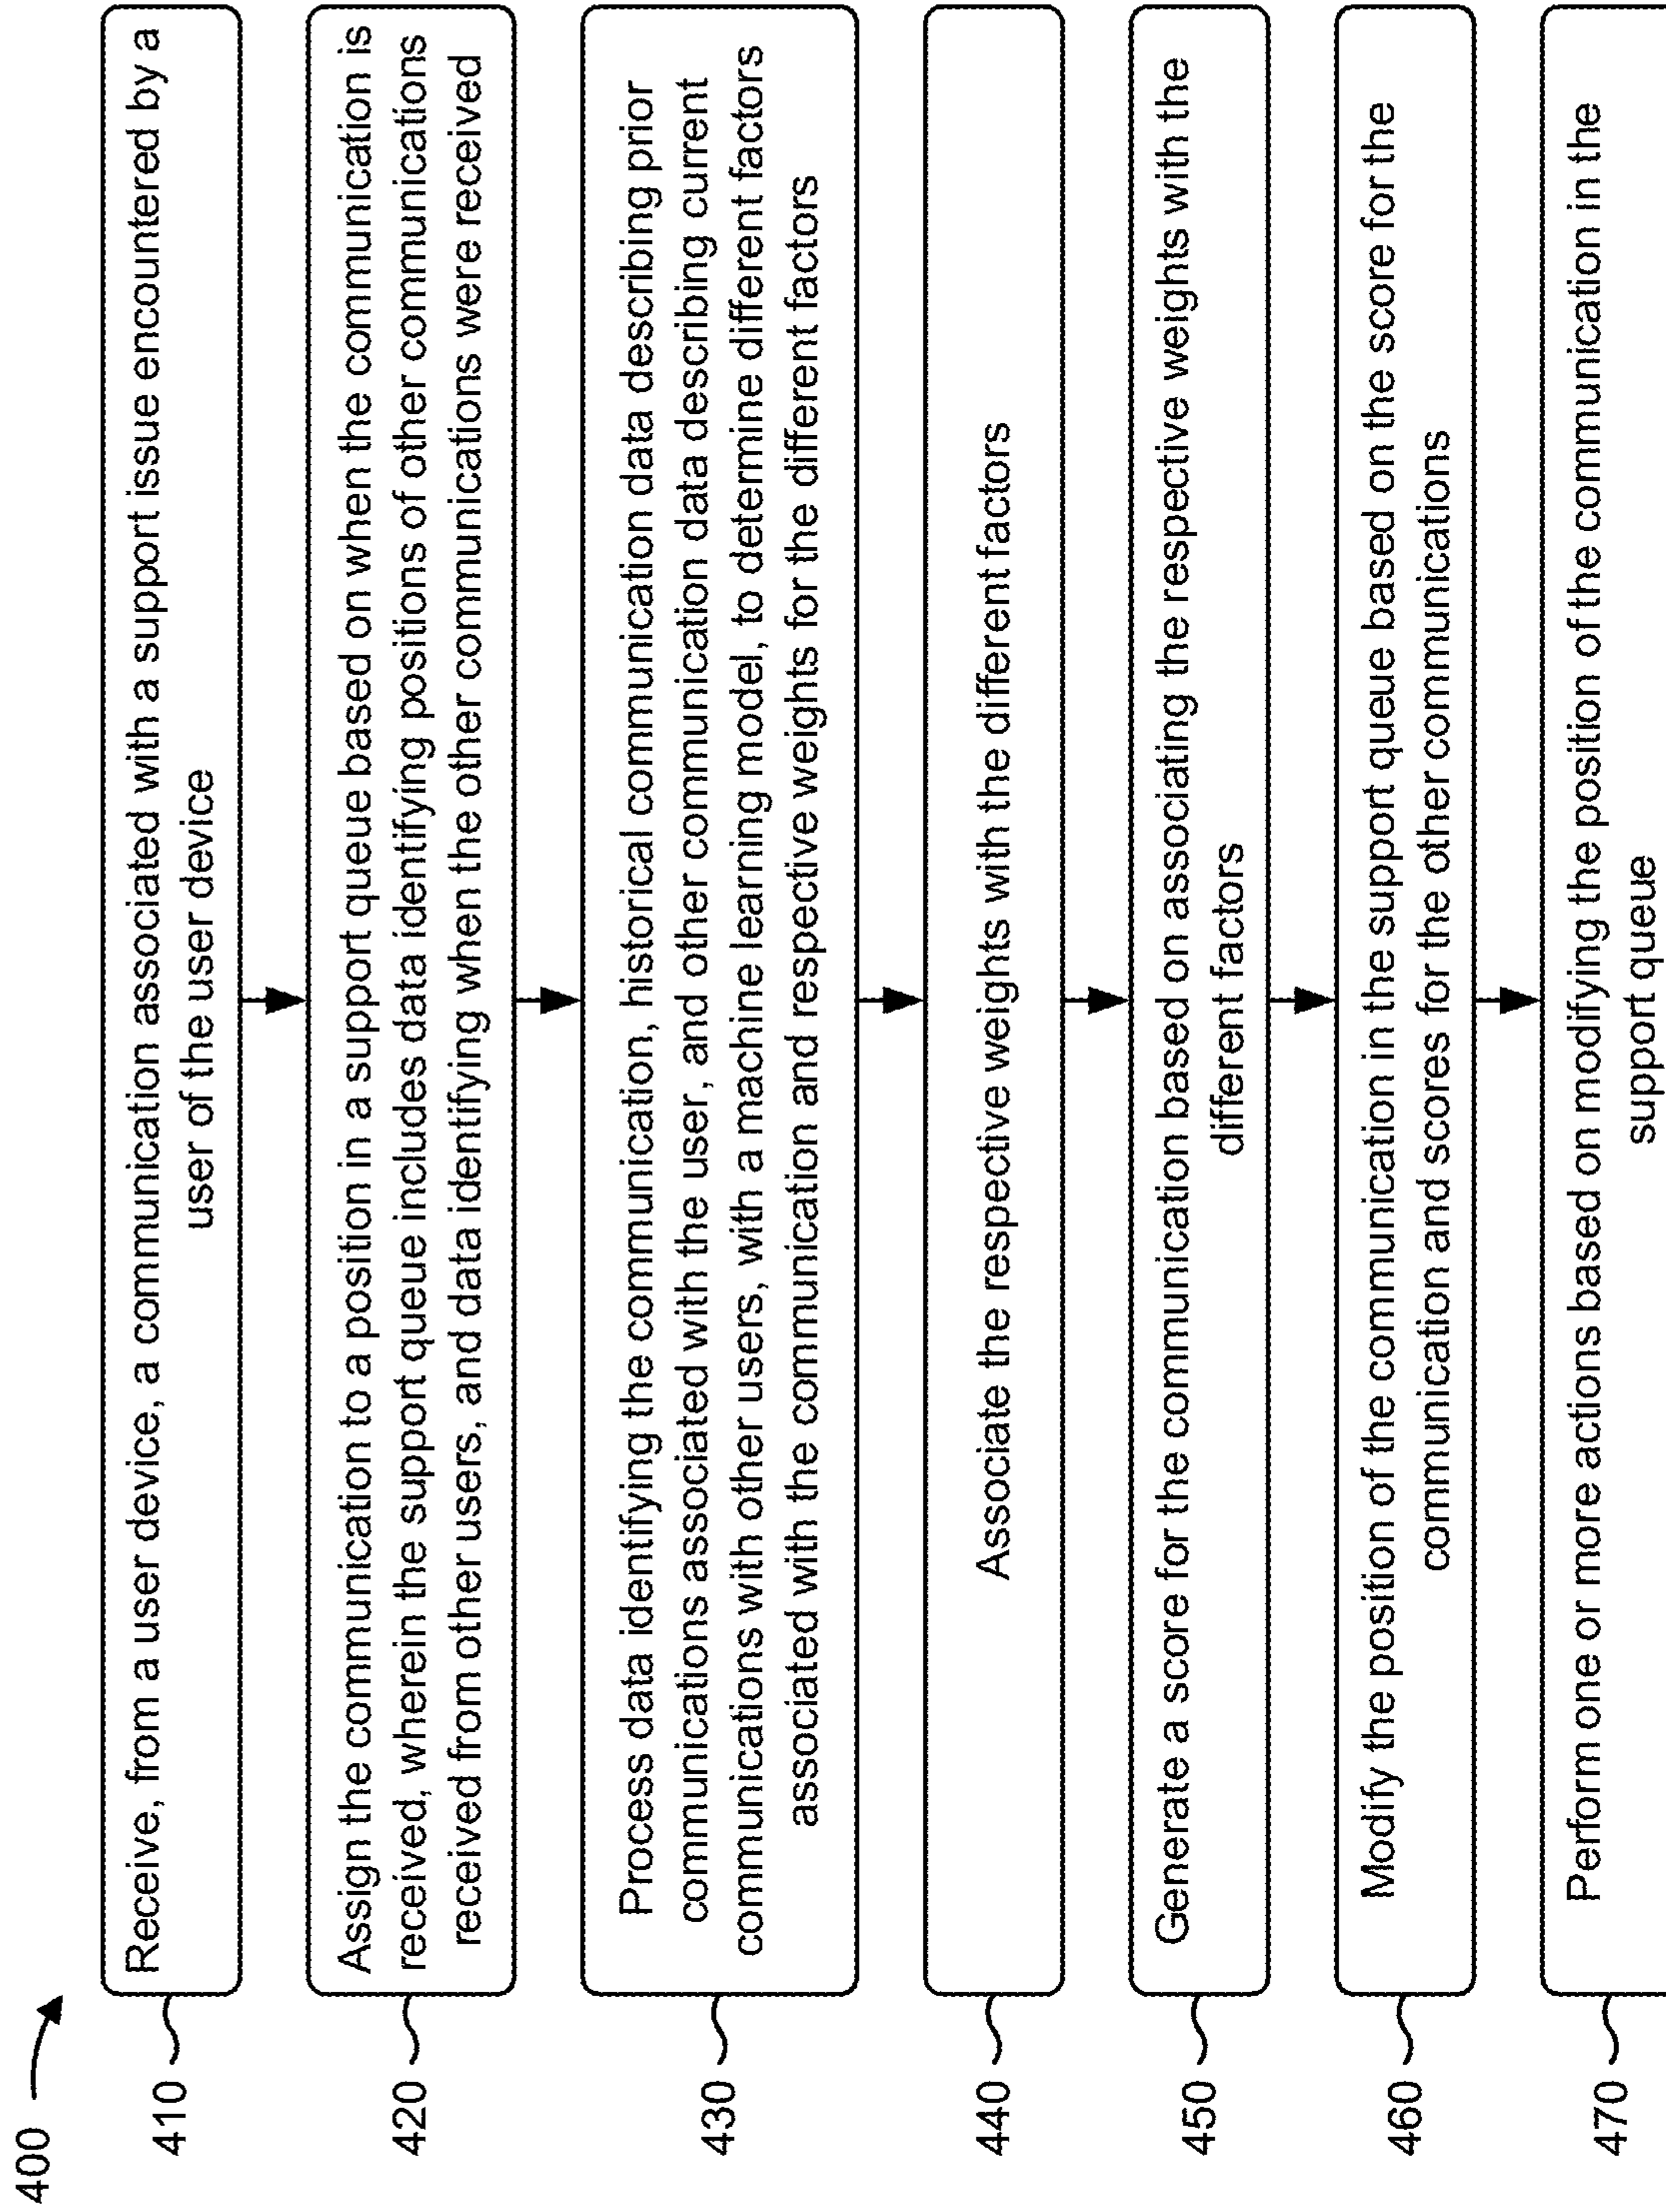 400
410
Receive, from a user device, a communication associated with a support issue encountered by a
user of the user device
420
Assign the communication to a position in a support queue based on when the communication is
received, wherein the support queue includes data identifying positions of other communications
received from other users, and data identifying when the other communications were received
430
Process data identifying the communication, historical communication data describing prior
communications associated with the user, and other communication data describing current
communications with other users, with a machine learning model, to determine different factors
associated with the communication and respective weights for the different factors
440
Associate the respective weights with the different factors
450
Generate a score for the communication based on associating the respective weights with the
different factors
460
Modify the position of the communication in the support queue based on the score for the
communication and scores for the other communications
470
Perform one or more actions based on modifying the position of the communication in the
support queue